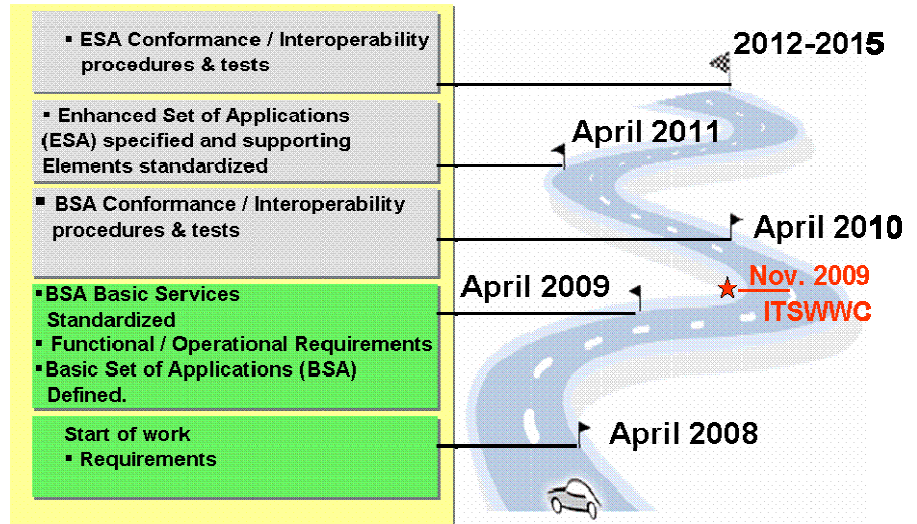 ▪ ESA Conformance / Interoperability
procedures & tests
2012-2015
▪ Enhanced Set of Applications
(ESA) specified and supporting
Elements standardized
April 2011
▪ BSA Conformance / Interoperability
procedures & tests
April 2010
▪BSA Basic Services
Standardized
▪ Functional / Operational Requirements
▪Basic Set of Applications (BSA)
Defined.
April 2009
Nov. 2009
ITSWWC
Start of work
▪ Requirements
April 2008